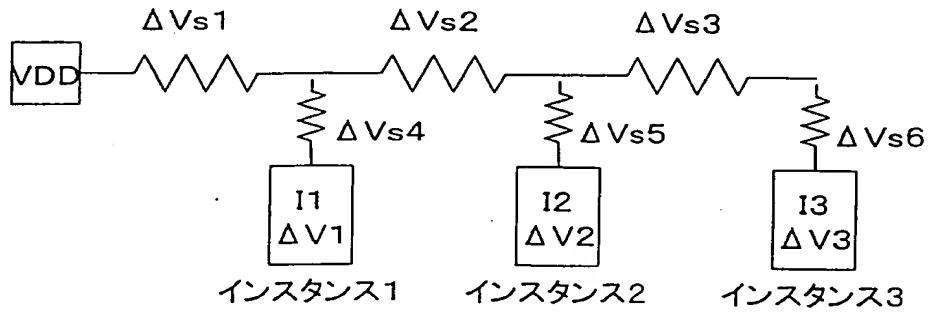 ΔVs1
ΔVs2
ΔVs3
VDD
ΔVs4
ΔVs5
ΔVs6
I1
ΔV1
I2
ΔV2
I3
ΔV3
インスタンス1
インスタンス2
インスタンス3